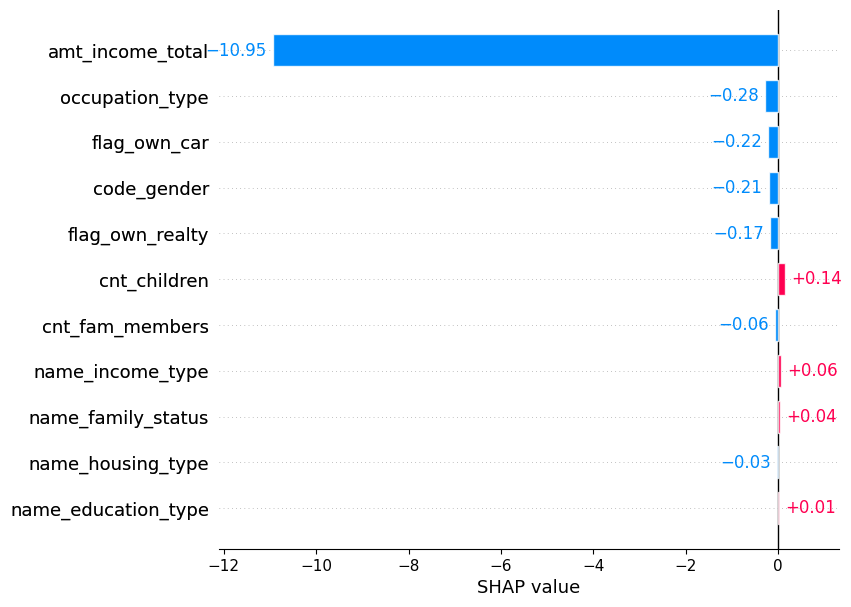 amt_income_total −10.95
occupation_type −0.28
flag_own_car −0.22
code_gender −0.21
flag_own_realty −0.17
cnt_children +0.14
cnt_fam_members −0.06
name_income_type +0.06
name_family_status +0.04
name_housing_type −0.03
name_education_type +0.01
−12 −10 −8 −6 −4 −2 0
SHAP value